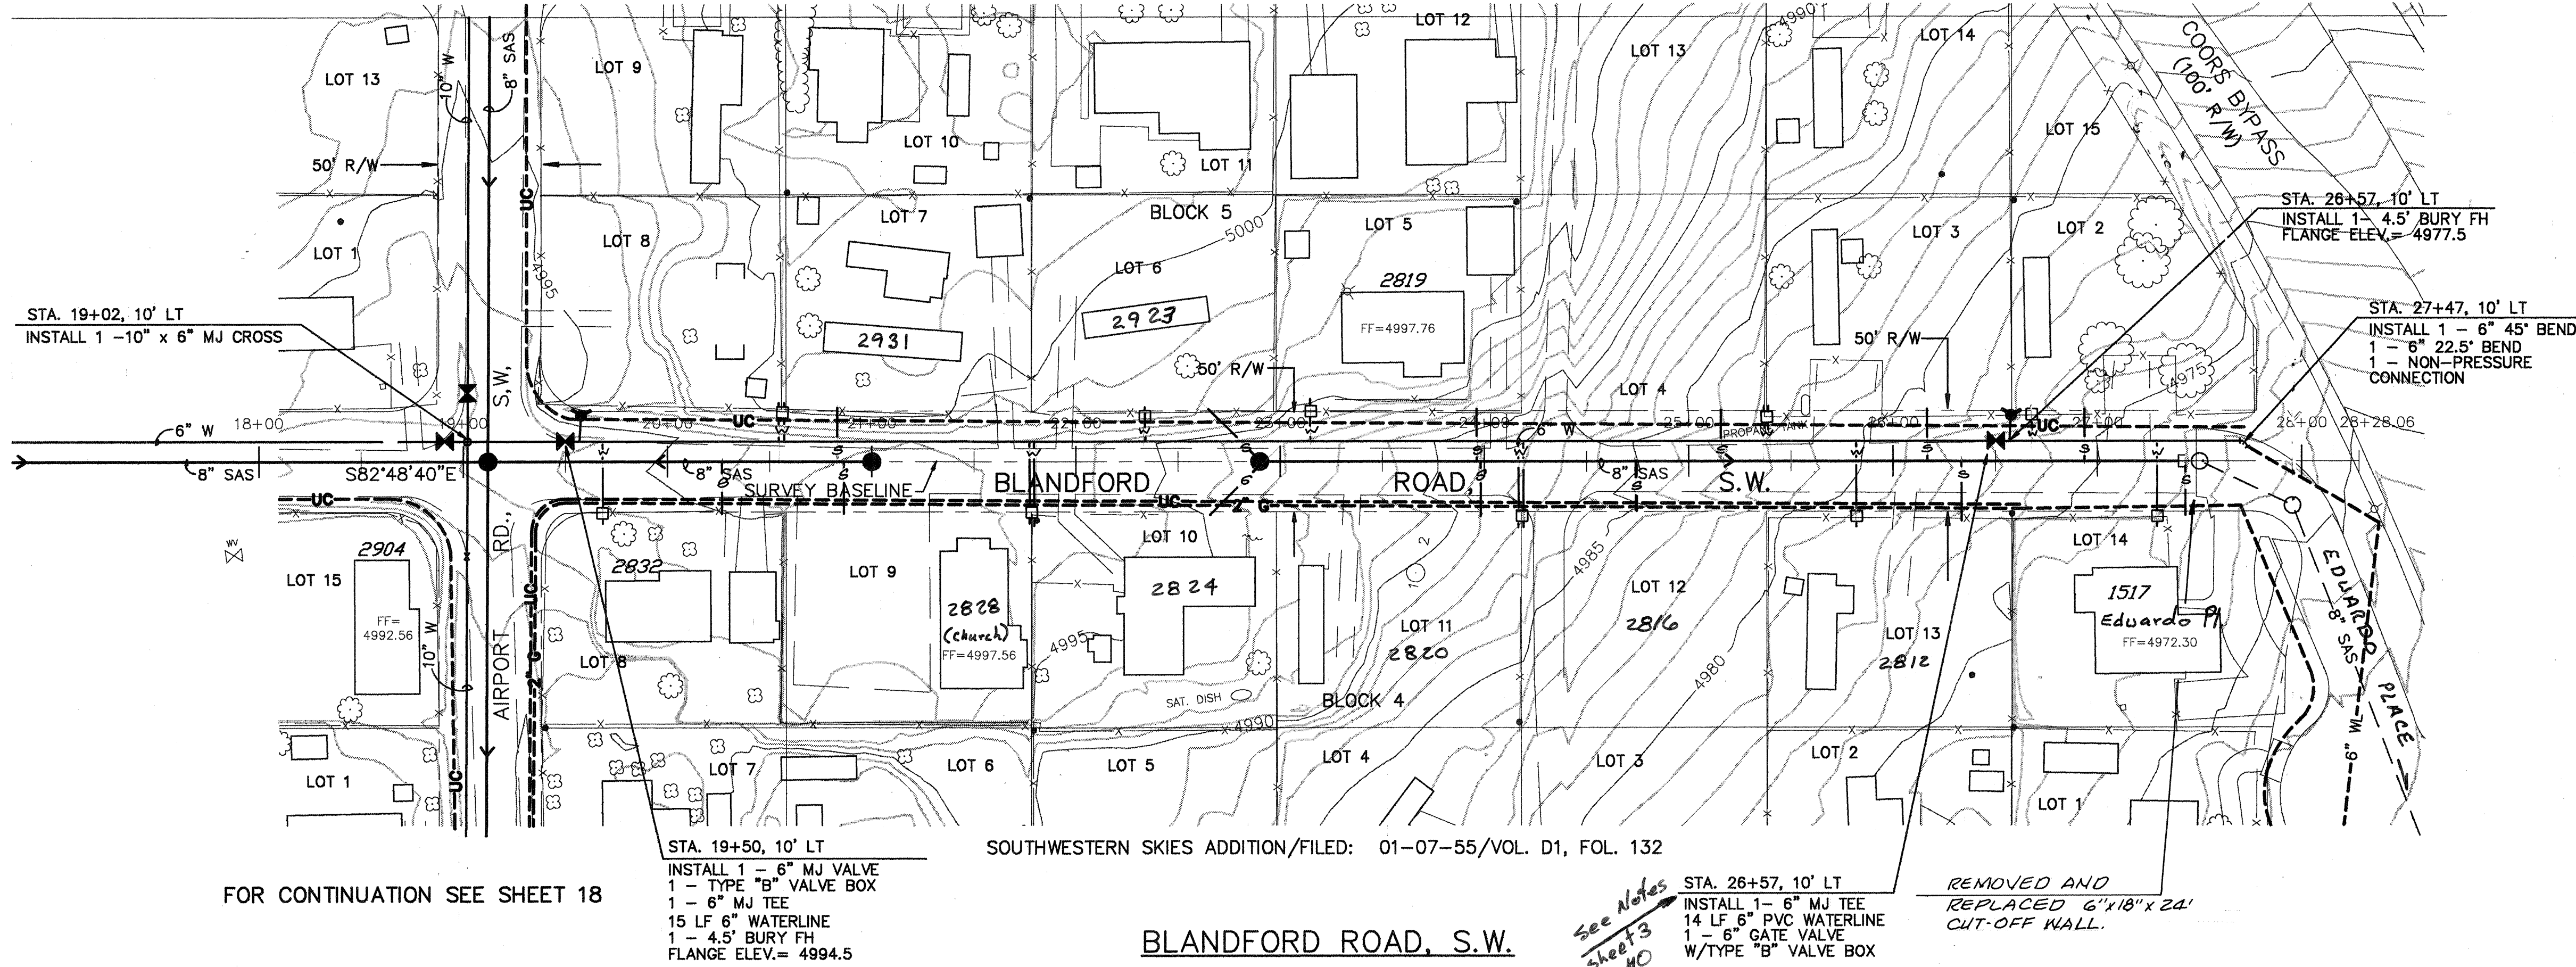 LOT 12
4990
LOT 13
LOT 14
COORS BYPASS
(100' R/W)
LOT 13
10" W
8" SAS
LOT 9
LOT 10
LOT 11
LOT 15
50' R/W
UC
LOT 1
LOT 8
LOT 7
BLOCK 5
5000
LOT 6
LOT 5
LOT 3
LOT 2
STA. 26+57, 10' LT
INSTALL 1- 4.5' BURY FH
FLANGE ELEV.= 4977.5
4995
2931
2923
2819
FF=4997.76
STA. 19+02, 10' LT
INSTALL 1 -10" x 6" MJ CROSS
S.W.,
50' R/W
50' R/W
LOT 4
4975
STA. 27+47, 10' LT
INSTALL 1 - 6" 45° BEND
1 - 6" 22.5° BEND
1 - NON-PRESSURE
CONNECTION
6" W
18+00
19+00
20+00
UC
21+00
22+00
23+00
24+00
6" W
25+00
PROPANE TANK
26+00
27+00
UC
28+00
28+28.06
8" SAS
S82°48'40"E
8" SAS
SURVEY BASELINE
BLANDFORD
ROAD,
8" SAS
S.W.
UC
UC
2" G
WV
LOT 15
2904
FF=
4992.56
10" W
AIRPORT
RD.,
UC
2" G
UC
2832
LOT 8
LOT 9
2828
(church)
FF=4997.56
4995
LOT 10
2824
SAT. DISH
4990
LOT 11
2820
BLOCK 4
4985
LOT 12
2816
4980
LOT 13
2812
LOT 14
1517
Eduardo Pl
FF=4972.30
EDUARDO
PLACE
8" SAS
6" W
LOT 1
LOT 7
LOT 6
LOT 5
LOT 4
LOT 3
LOT 2
LOT 1
STA. 19+50, 10' LT
INSTALL 1 - 6" MJ VALVE
1 - TYPE "B" VALVE BOX
1 - 6" MJ TEE
15 LF 6" WATERLINE
1 - 4.5' BURY FH
FLANGE ELEV.= 4994.5
SOUTHWESTERN SKIES ADDITION/FILED: 01-07-55/VOL. D1, FOL. 132
FOR CONTINUATION SEE SHEET 18
BLANDFORD ROAD, S.W.
See Notes
Sheet 3
STA. 26+57, 10' LT
INSTALL 1- 6" MJ TEE
14 LF 6" PVC WATERLINE
1 - 6" GATE VALVE
W/TYPE "B" VALVE BOX
REMOVED AND
REPLACED 6"x18"x24'
CUT-OFF WALL.